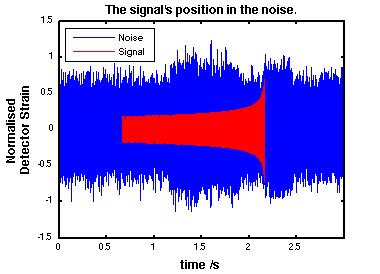 The signal's position in the noise.
Noise
Signal
1.5
1
0.5
0
-0.5
-1
-1.5
Normalised
Detector Strain
0 0.5 1 1.5 2 2.5
time /s